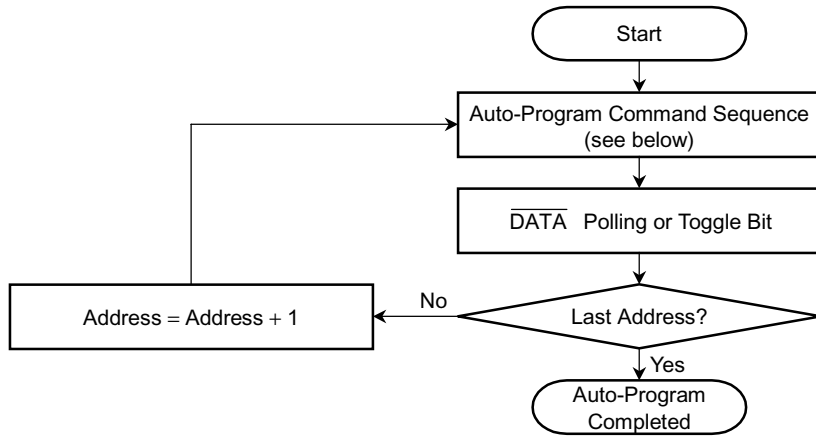 Start
Auto-Program Command Sequence
(see below)
DATA Polling or Toggle Bit
Address = Address + 1
No
Last Address?
Yes
Auto-Program
Completed